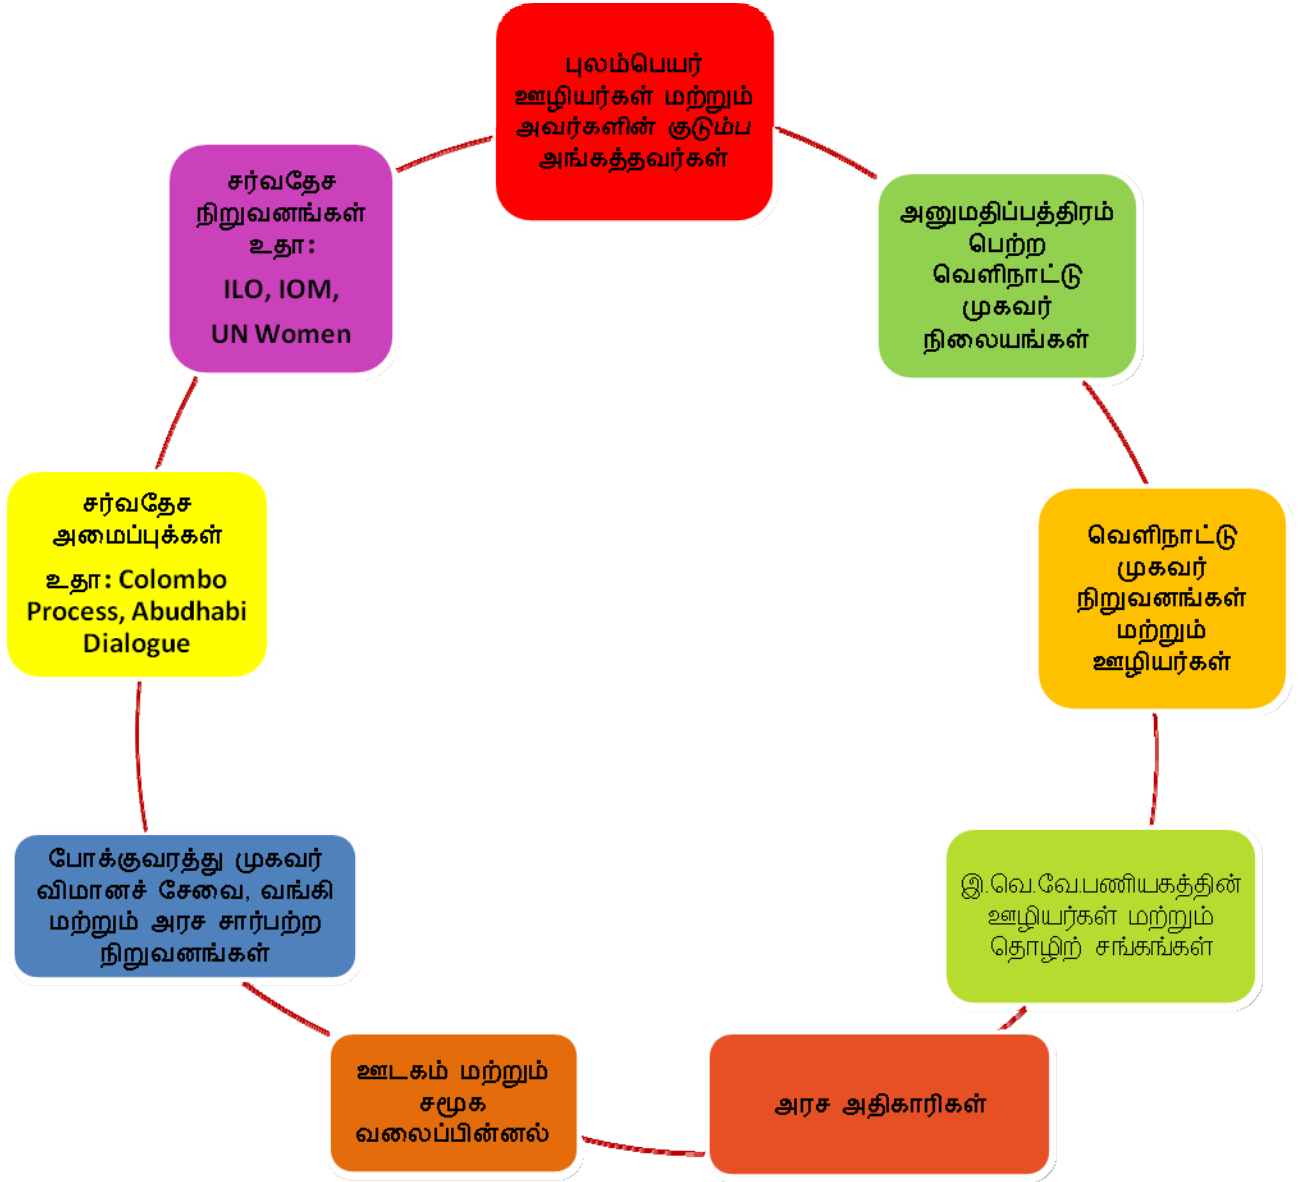 புலம்பெயர்
ஊழியர்கள் மற்றும்
அவர்களின் குடும்ப
அங்கத்தவர்கள்
அனுமதிப்பத்திரம்
பெற்ற
வெளிநாட்டு
முகவர்
நிலையங்கள்
வெளிநாட்டு
முகவர்
நிறுவனங்கள்
மற்றும்
ஊழியர்கள்
இ.வெ.வே.பணியகத்தின்
ஊழியர்கள் மற்றும்
தொழிற் சங்கங்கள்
அரச அதிகாரிகள்
ஊடகம் மற்றும்
சமூக
வலைப்பின்னல்
போக்குவரத்து முகவர்
விமானச் சேவை, வங்கி
மற்றும் அரச சார்பற்ற
நிறுவனங்கள்
சர்வதேச
அமைப்புக்கள்
உதா: Colombo
Process, Abudhabi
Dialogue
சர்வதேச
நிறுவனங்கள்
உதா:
ILO, IOM,
UN Women